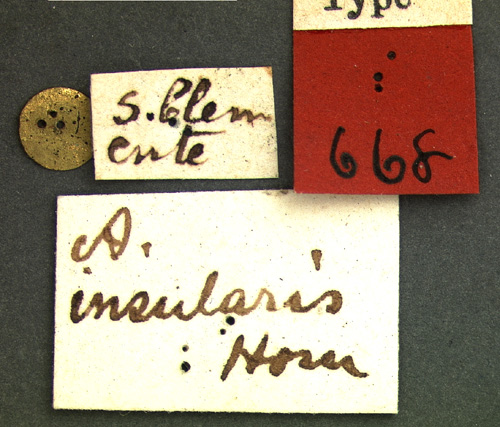 Type
668
S. Clem
ente
A.
insularis
Horn